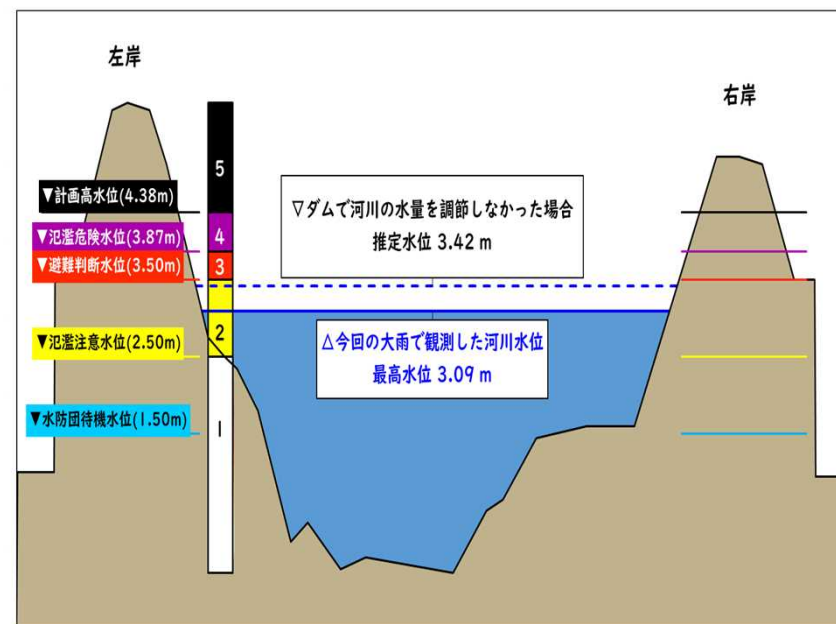 左岸
右岸
5
▼計画高水位(4.38m)
▽ダムで河川の水量を調節しなかった場合
推定水位 3.42 m
4
▼氾濫危険水位(3.87m)
3
▼避難判断水位(3.50m)
2
▼氾濫注意水位(2.50m)
△今回の大雨で観測した河川水位
最高水位 3.09 m
▼水防団待機水位(1.50m)
1